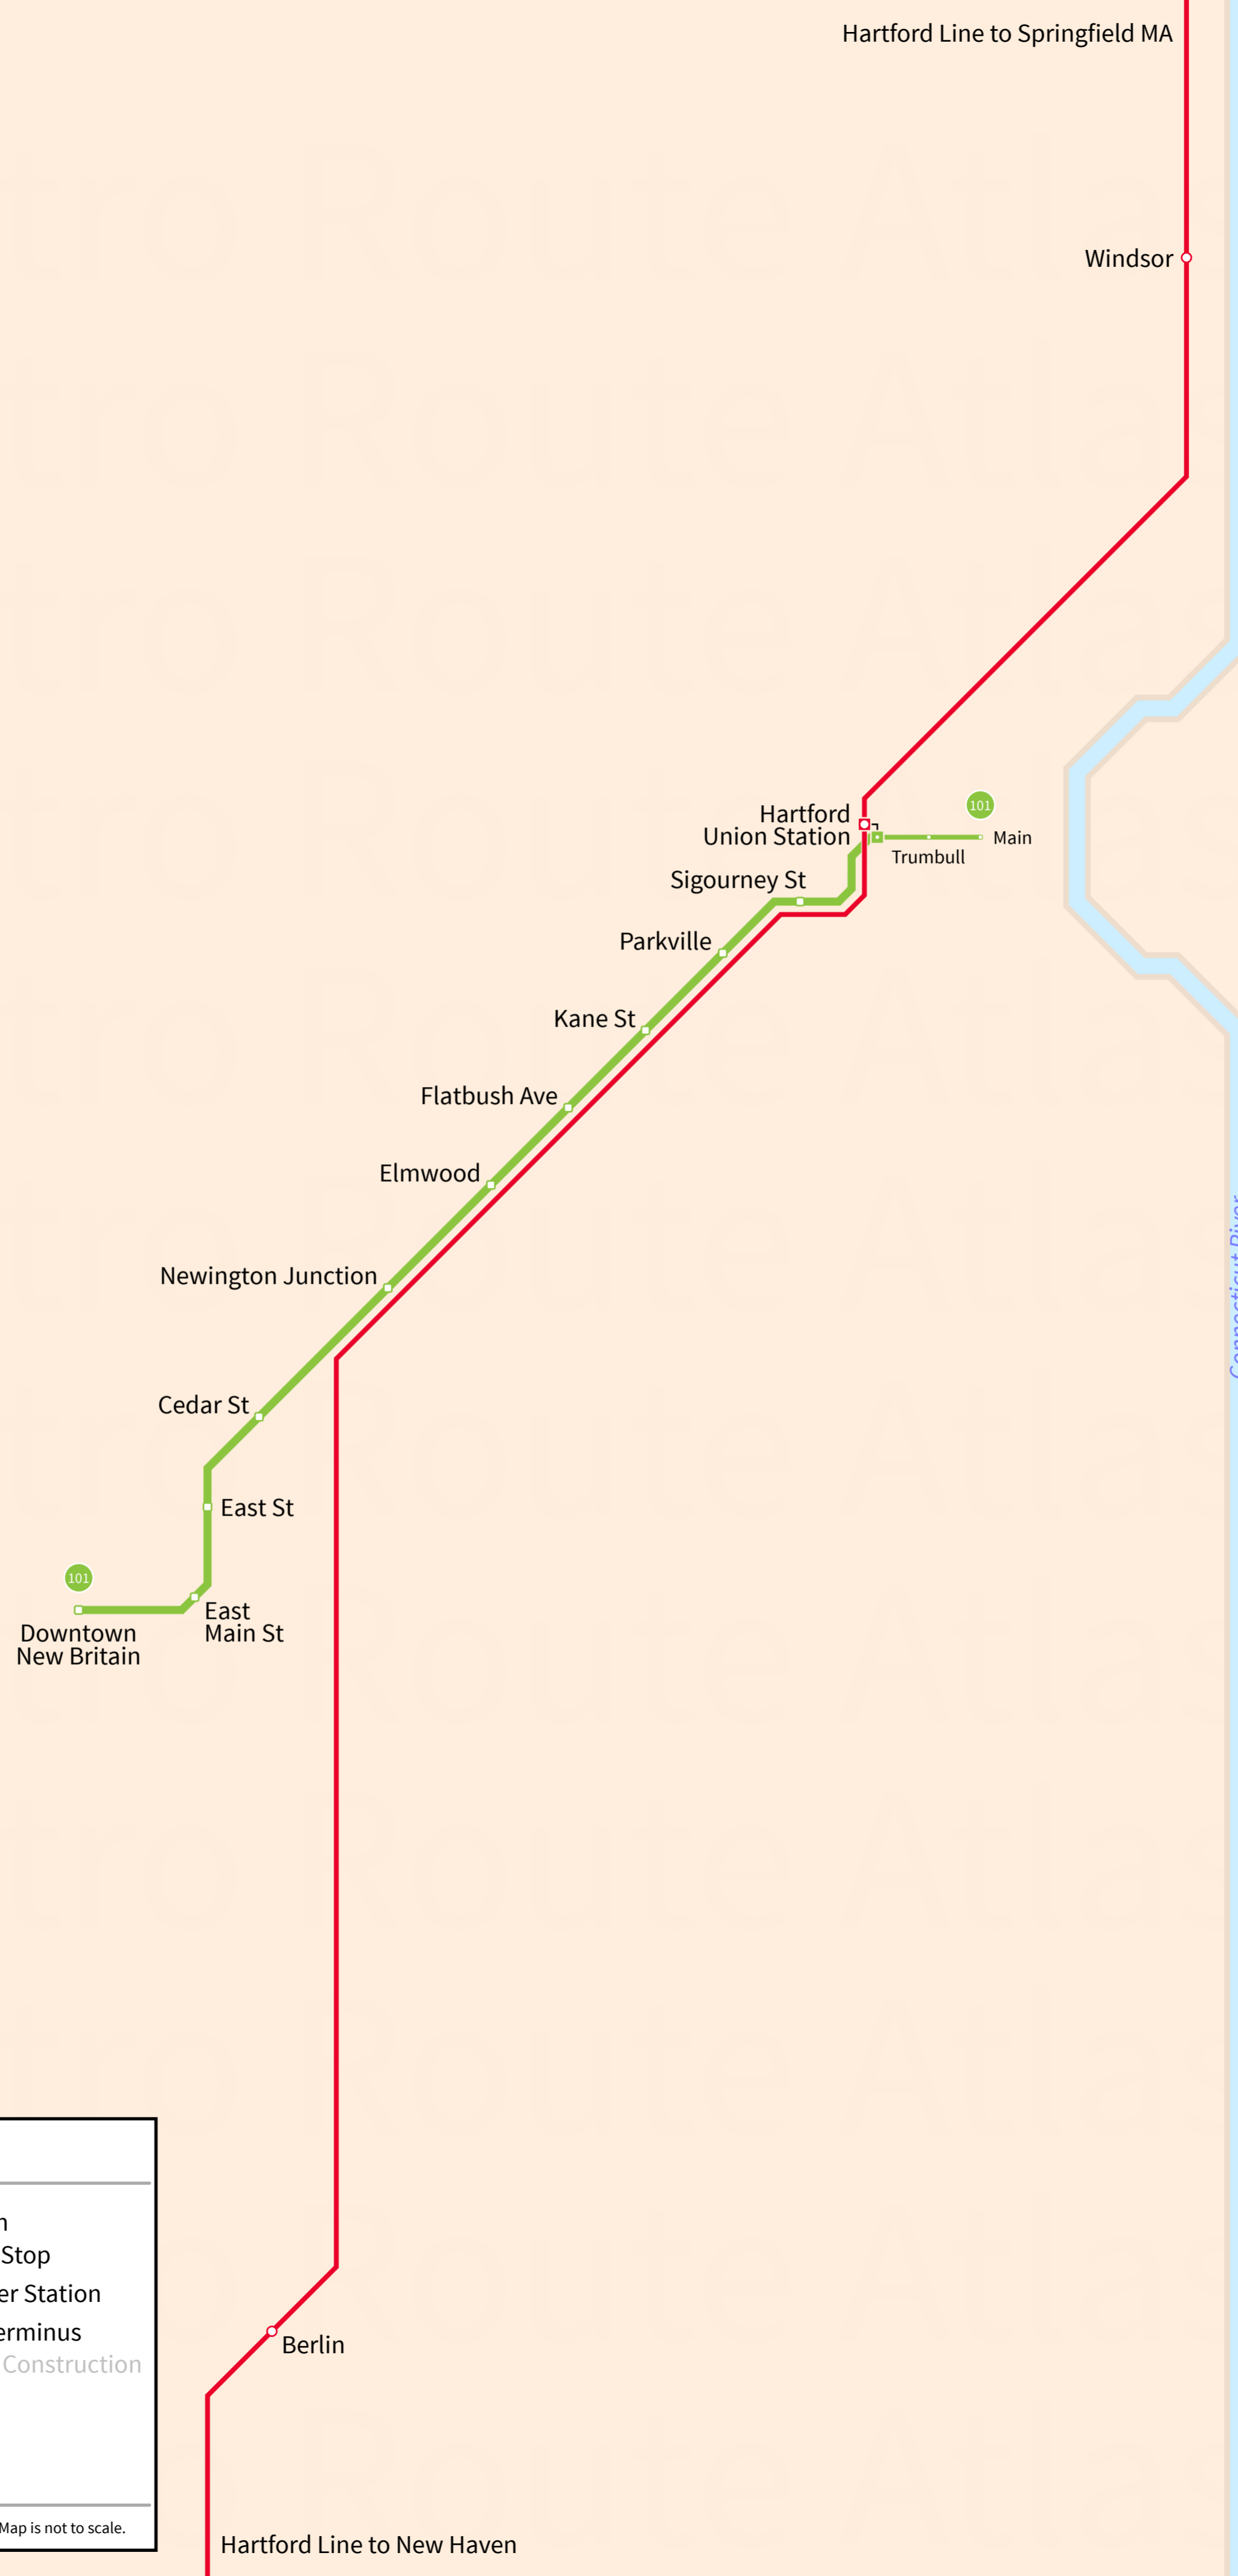 Hartford Line to Springfield MA
Windsor
Hartford
Union Station
101
Main
Trumbull
Sigourney St
Parkville
Kane St
Flatbush Ave
Elmwood
Newington Junction
Connecticut River
Cedar St
East St
101
East
Main St
Downtown
New Britain
Stop
Station
Construction
Berlin
Map is not to scale.
Hartford Line to New Haven